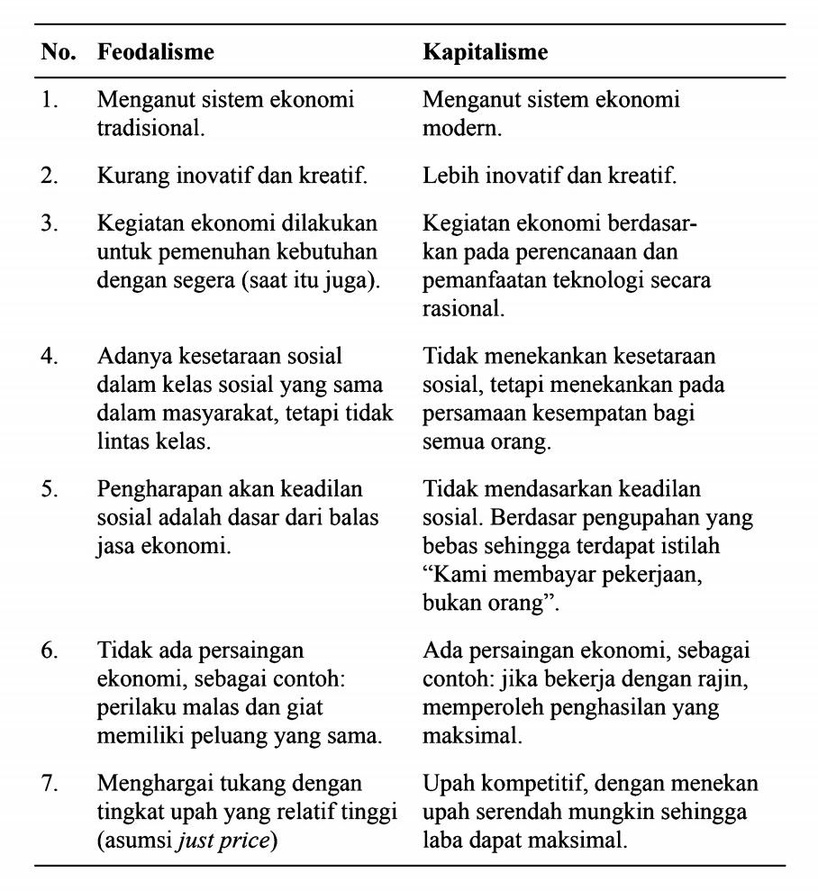 No. Feodalisme Kapitalisme
1. Menganut sistem ekonomi Menganut sistem ekonomi
tradisional. modern.
2. Kurang inovatif dan kreatif. Lebih inovatif dan kreatif.
3. Kegiatan ekonomi dilakukan Kegiatan ekonomi berdasar-
untuk pemenuhan kebutuhan kan pada perencanaan dan
dengan segera (saat itu juga). pemanfaatan teknologi secara
rasional.
4. Adanya kesetaraan sosial Tidak menekankan kesetaraan
dalam kelas sosial yang sama sosial, tetapi menekankan pada
dalam masyarakat, tetapi tidak persamaan kesempatan bagi
lintas kelas. semua orang.
5. Pengharapan akan keadilan Tidak mendasarkan keadilan
sosial adalah dasar dari balas sosial. Berdasar pengupahan yang
jasa ekonomi. bebas sehingga terdapat istilah
“Kami membayar pekerjaan,
bukan orang”.
6. Tidak ada persaingan Ada persaingan ekonomi, sebagai
ekonomi, sebagai contoh: contoh: jika bekerja dengan rajin,
perilaku malas dan giat memperoleh penghasilan yang
memiliki peluang yang sama. maksimal.
7. Menghargai tukang dengan Upah kompetitif, dengan menekan
tingkat upah yang relatif tinggi upah serendah mungkin sehingga
(asumsi just price) laba dapat maksimal.